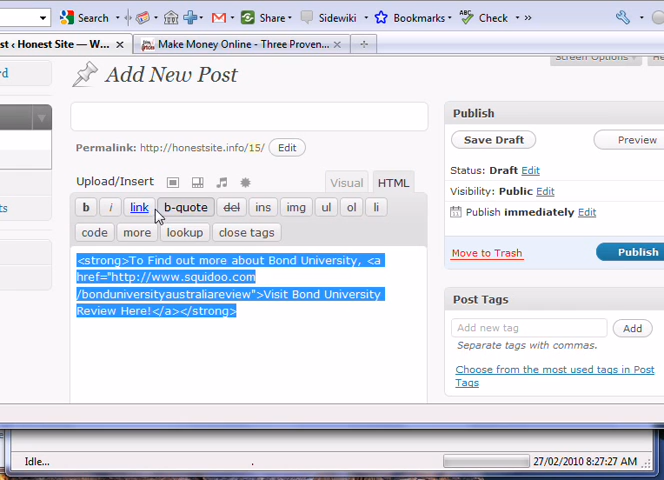 Search Share Sidewiki Bookmarks Check »
st ‹ Honest Site — W... Make Money Online - Three Proven...
Add New Post
Screen Options
Permalink: http://honestsite.info/15/ Edit
Upload/Insert Visual HTML
b i link b-quote del ins img ul ol li
code more lookup close tags
<strong>To Find out more about Bond University, <a
href="http://www.squidoo.com
/bonduniversityaustraliareview">Visit Bond University
Review Here!</a></strong>
Publish
Save Draft Preview
Status: Draft Edit
Visibility: Public Edit
Publish immediately Edit
Move to Trash Publish
Post Tags
Add new tag Add
Separate tags with commas.
Choose from the most used tags in Post
Tags
Idle... . 27/02/2010 8:27:27 AM